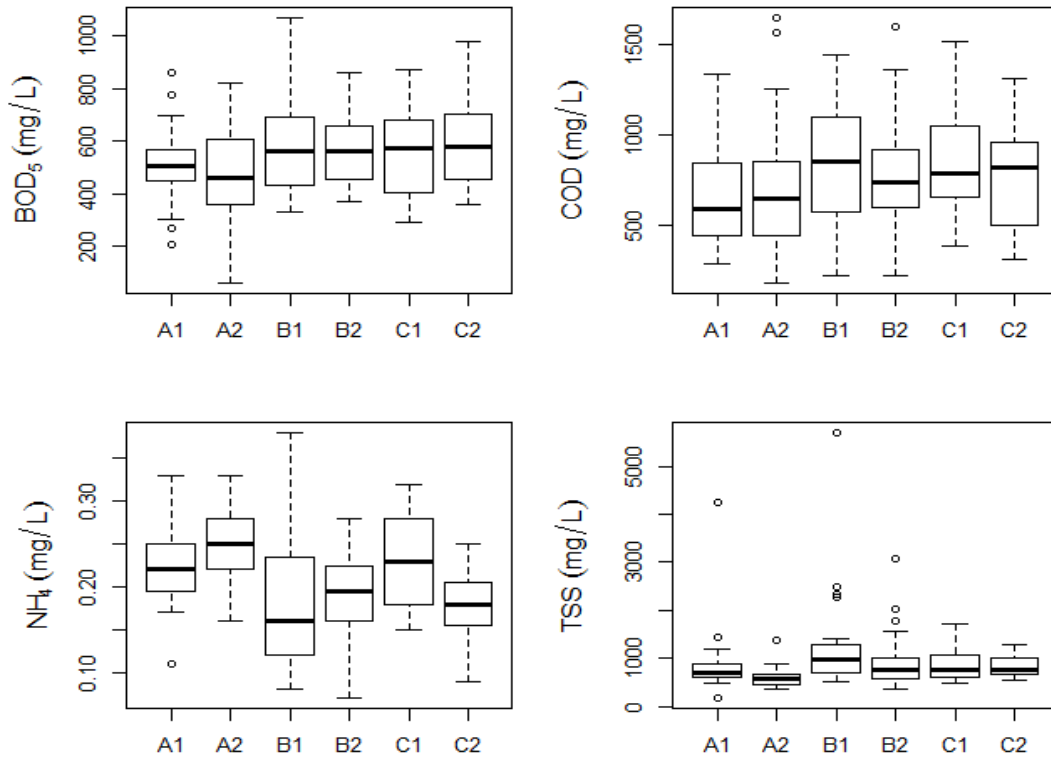 BOD5 (mg/L)
1000
800
600
400
200
A1 A2 B1 B2 C1 C2
COD (mg/L)
1500
1000
500
A1 A2 B1 B2 C1 C2
NH4 (mg/L)
0.30
0.20
0.10
A1 A2 B1 B2 C1 C2
TSS (mg/L)
5000
3000
1000
0
A1 A2 B1 B2 C1 C2